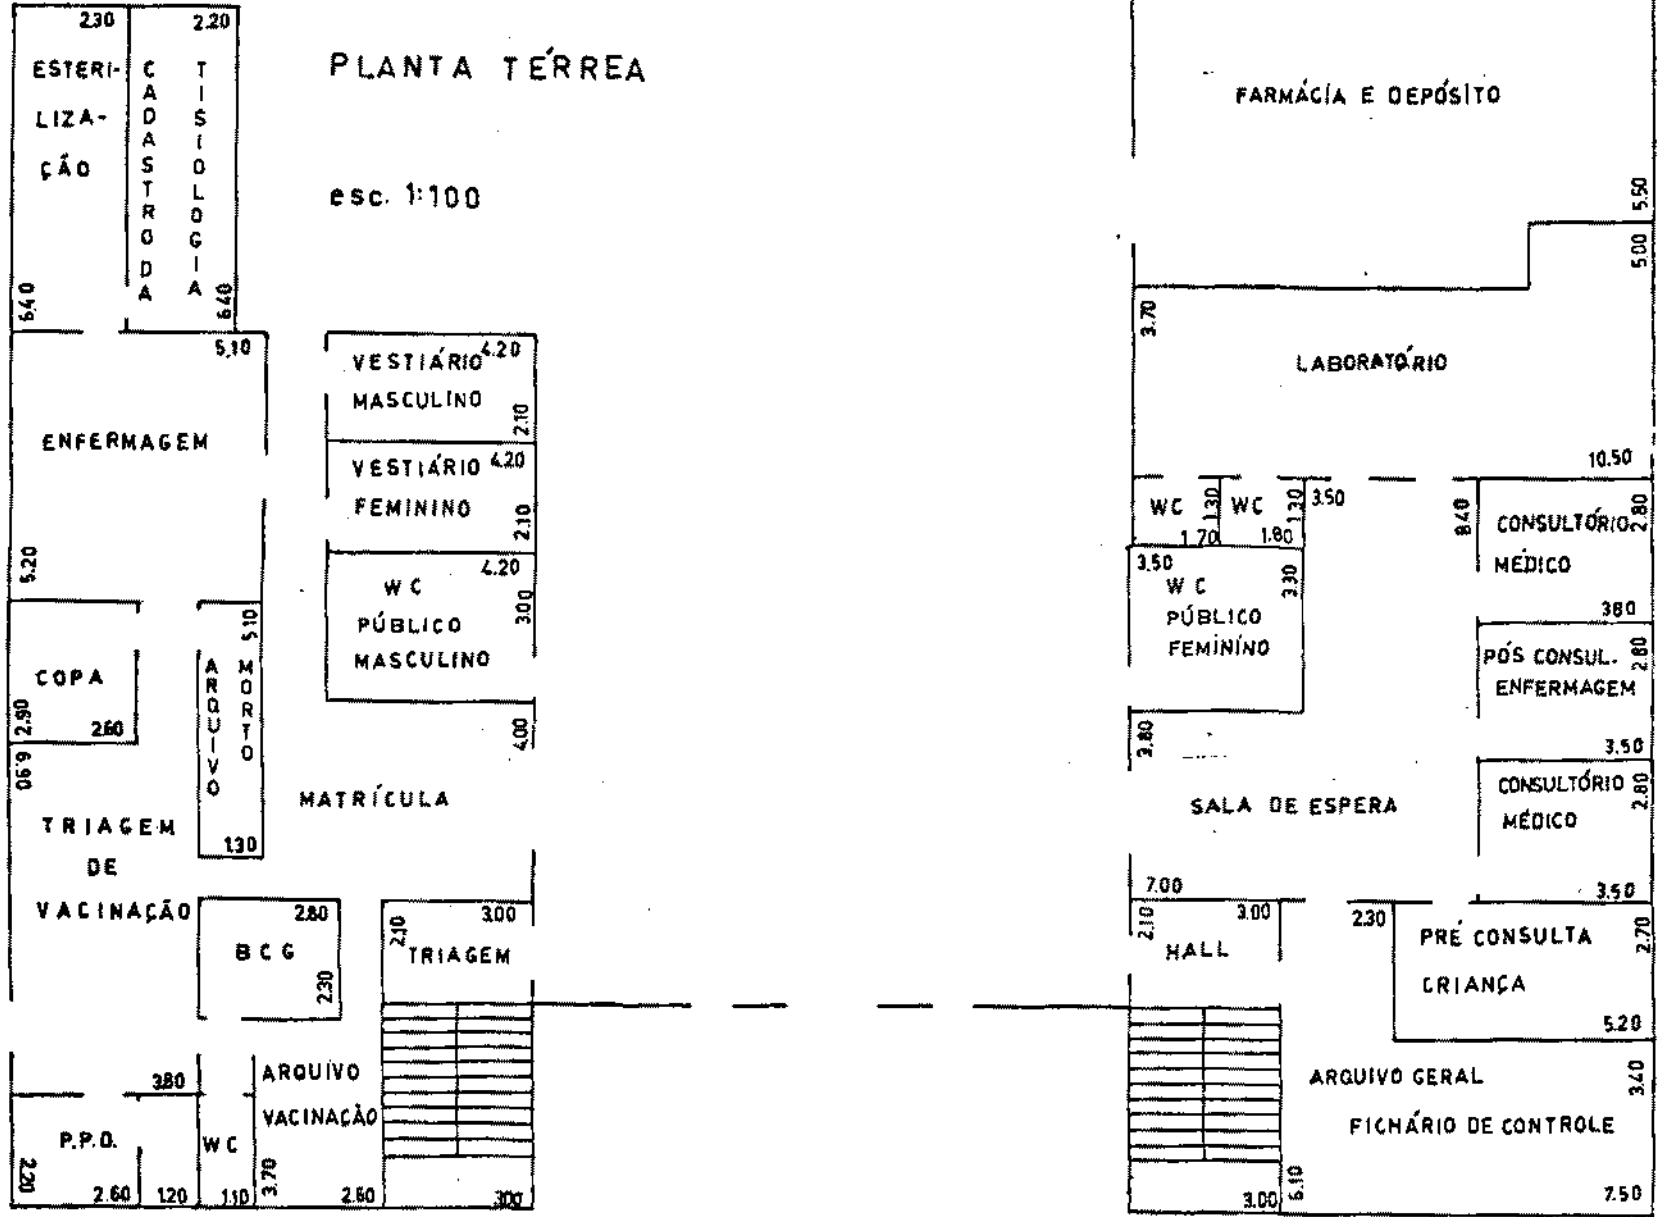 PLANTA TÉRREA
esc. 1:100
2.30
ESTERI-
LIZA-
ÇÃO
6.40
2.20
CADASTRO DA
TISIOLOGIA
6.40
5.10
ENFERMAGEM
5.20
VESTIÁRIO 4.20
MASCULINO
2.10
VESTIÁRIO 4.20
FEMININO
2.10
4.20
WC
PÚBLICO
MASCULINO
3.00
COPA
2.90
2.60
5.10
ARQUIVO
MORTO
1.30
4.00
MATRÍCULA
9.90
TRIAGEM
DE
VACINAÇÃO
2.80
BCG
2.30
3.00
2.10
TRIAGEM
3.80
P.P.D.
2.20
2.60
1.20
WC
1.10
ARQUIVO
VACINAÇÃO
3.70
2.60
3.00
FARMÁCIA E DEPÓSITO
5.50
5.00
3.70
LABORATÓRIO
10.50
WC
1.30
1.70
WC
1.30
1.80
3.50
8.40
3.50
WC
PÚBLICO
FEMININO
3.30
CONSULTÓRIO
MÉDICO
2.80
3.80
PÓS CONSUL.
ENFERMAGEM
2.80
3.50
CONSULTÓRIO
MÉDICO
2.80
3.50
3.80
SALA DE ESPERA
7.00
3.00
2.10
HALL
2.30
PRÉ CONSULTA
CRIANÇA
2.70
5.20
ARQUIVO GERAL
FICHÁRIO DE CONTROLE
3.40
3.00
6.10
7.50